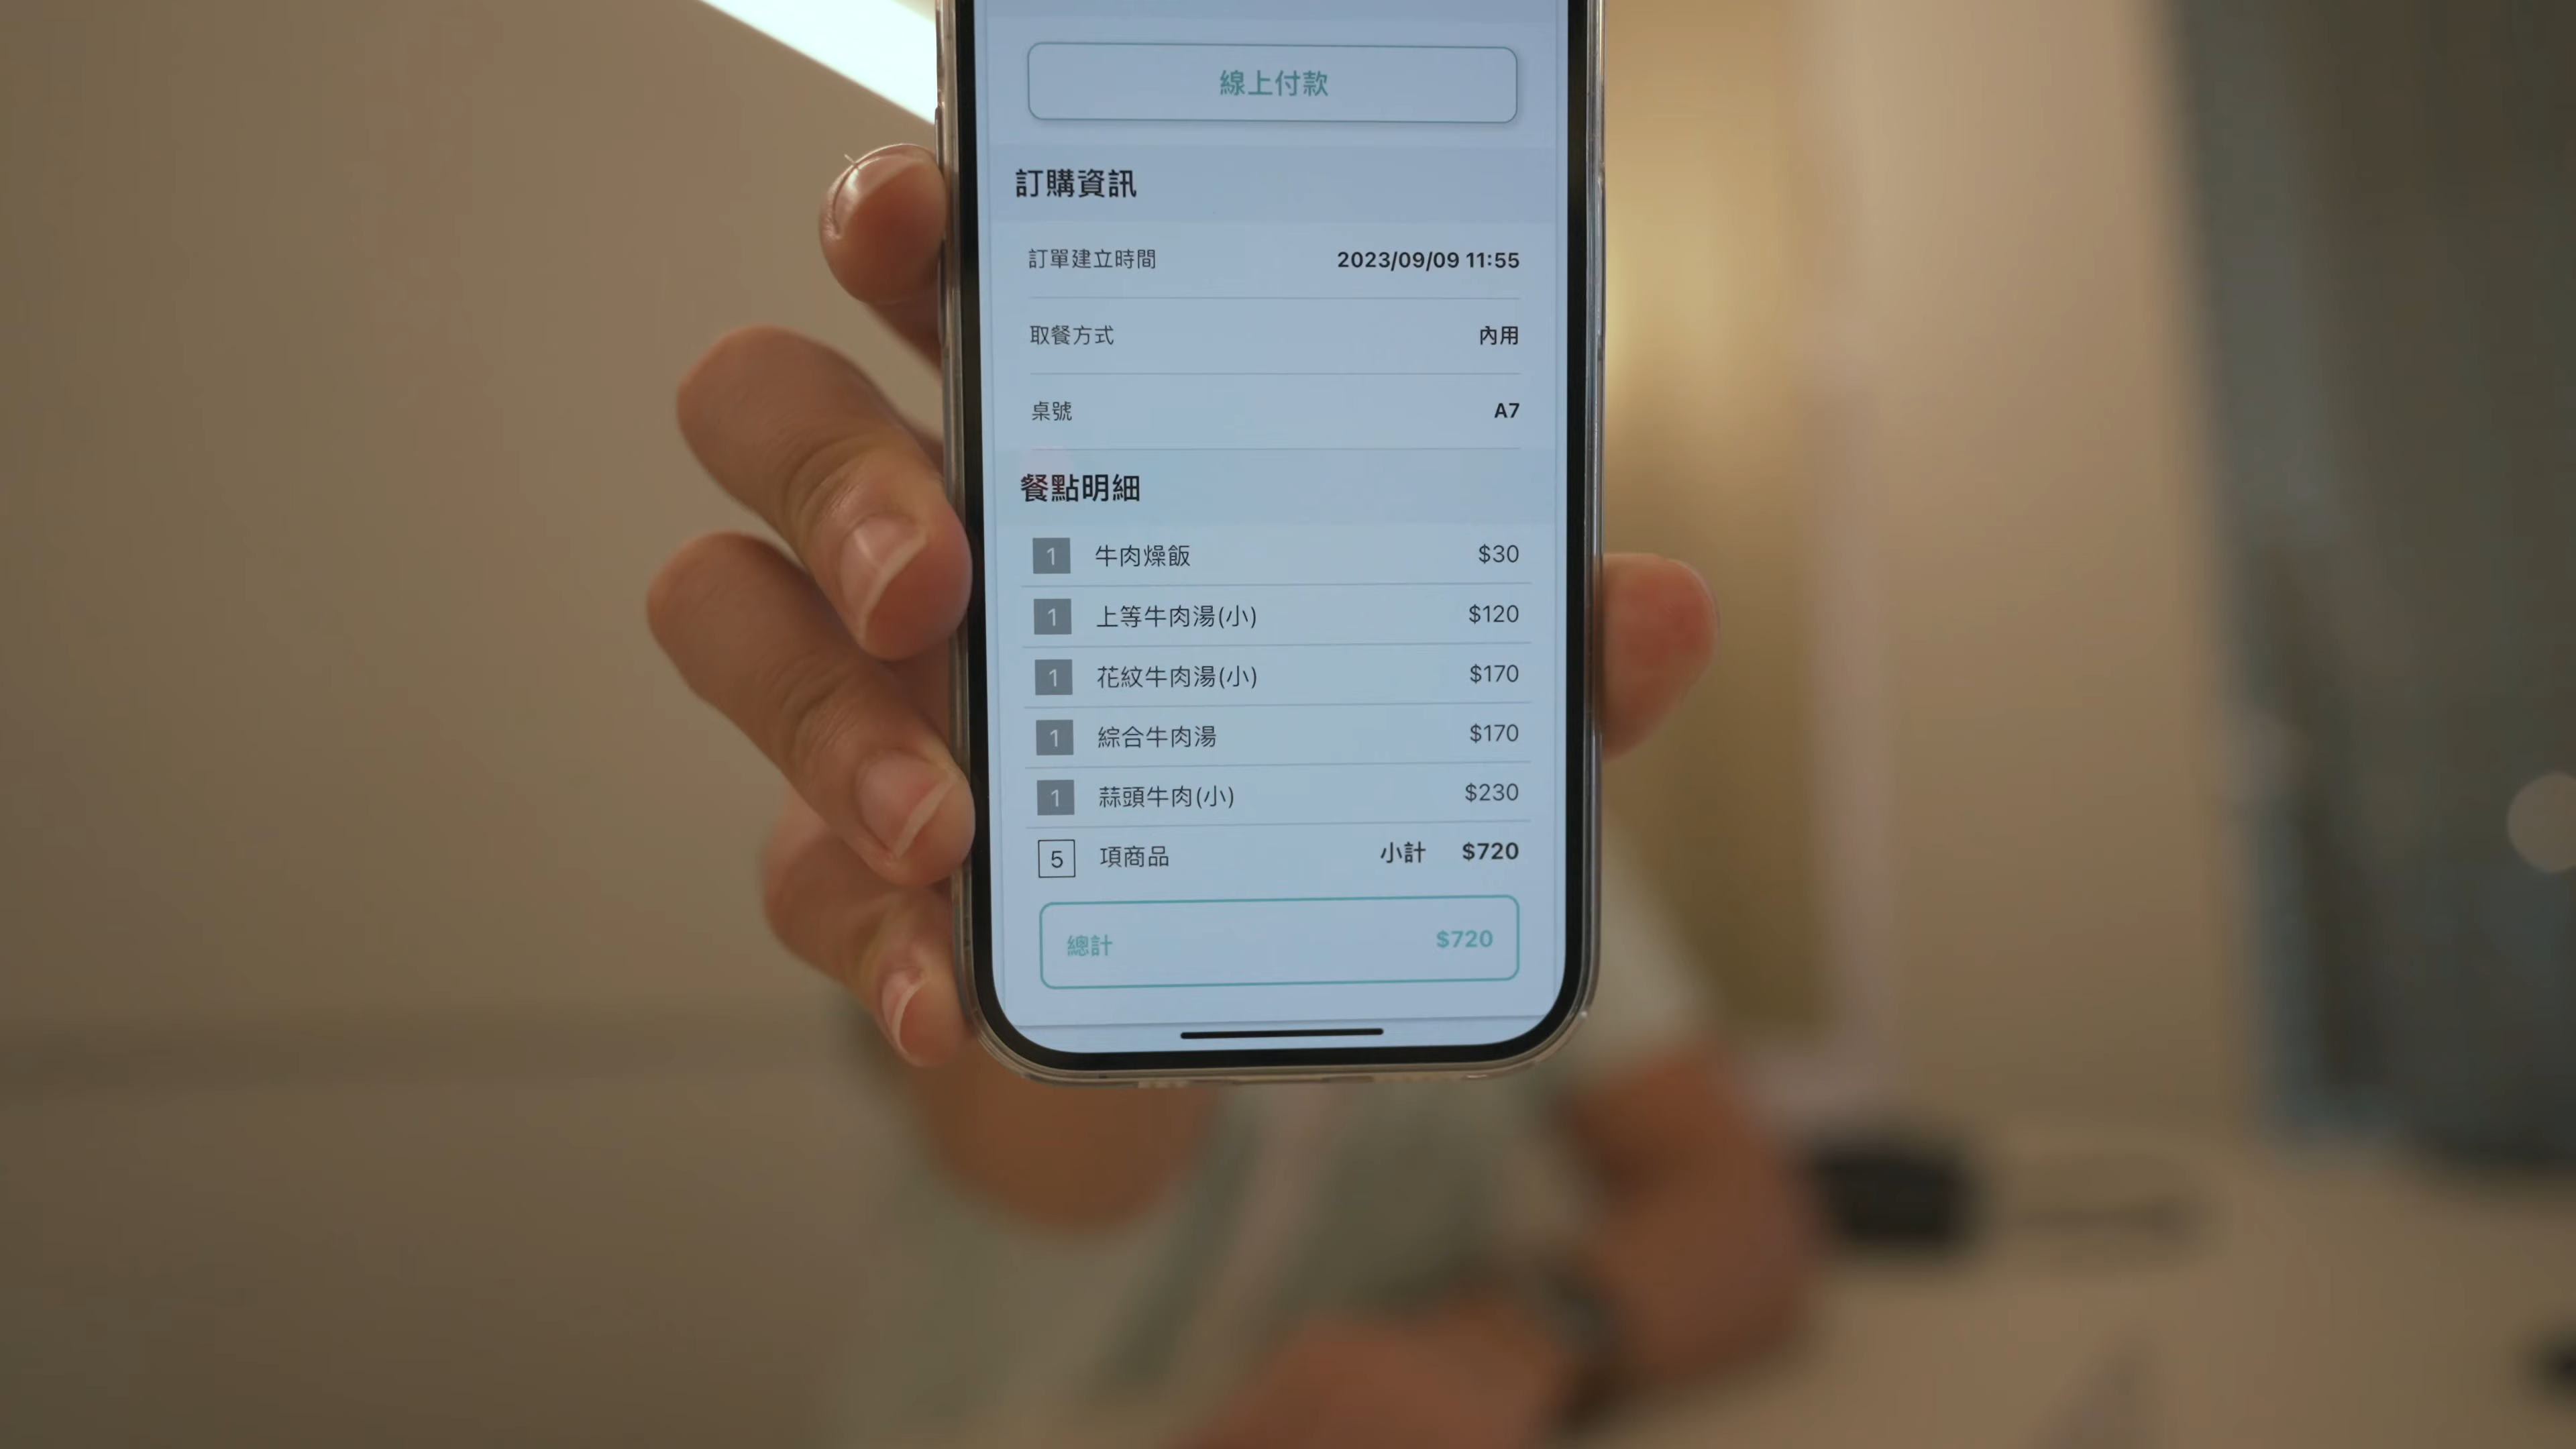 線上付款
訂購資訊
訂單建立時間 2023/09/09 11:55
取餐方式 內用
桌號 A7
餐點明細
1 牛肉燥飯 $30
1 上等牛肉湯(小) $120
1 花紋牛肉湯(小) $170
1 綜合牛肉湯 $170
1 蒜頭牛肉(小) $230
5 項商品 小計 $720
總計 $720